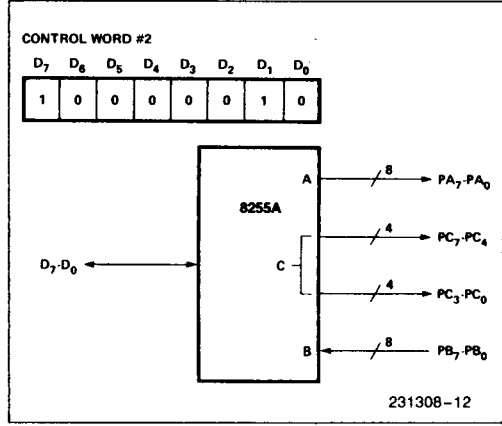 CONTROL WORD #2
D7 D6 D5 D4 D3 D2 D1 D0
1 0 0 0 0 0 1 0
A 8 PA7-PA0
8255A
4 PC7-PC4
D7-D0 C
4 PC3-PC0
B 8 PB7-PB0
231308-12